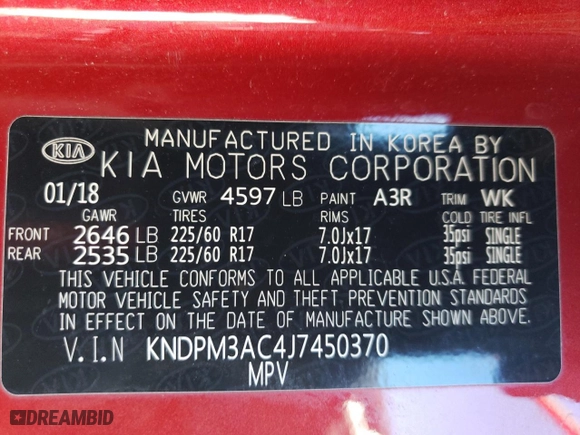 KIA
MANUFACTURED IN KOREA BY
KIA MOTORS CORPORATION
01/18 GVWR 4597 LB PAINT A3R TRIM WK
GAWR TIRES RIMS COLD TIRE INFL
FRONT 2646 LB 225/60 R17 7.0Jx17 35psi SINGLE
REAR 2535 LB 225/60 R17 7.0Jx17 35psi SINGLE
THIS VEHICLE CONFORMS TO ALL APPLICABLE U.S.A. FEDERAL
MOTOR VEHICLE SAFETY AND THEFT PREVENTION STANDARDS
IN EFFECT ON THE DATE OF MANUFACTURE SHOWN ABOVE.
V.I.N KNDPM3AC4J7450370
MPV
DREAMBID